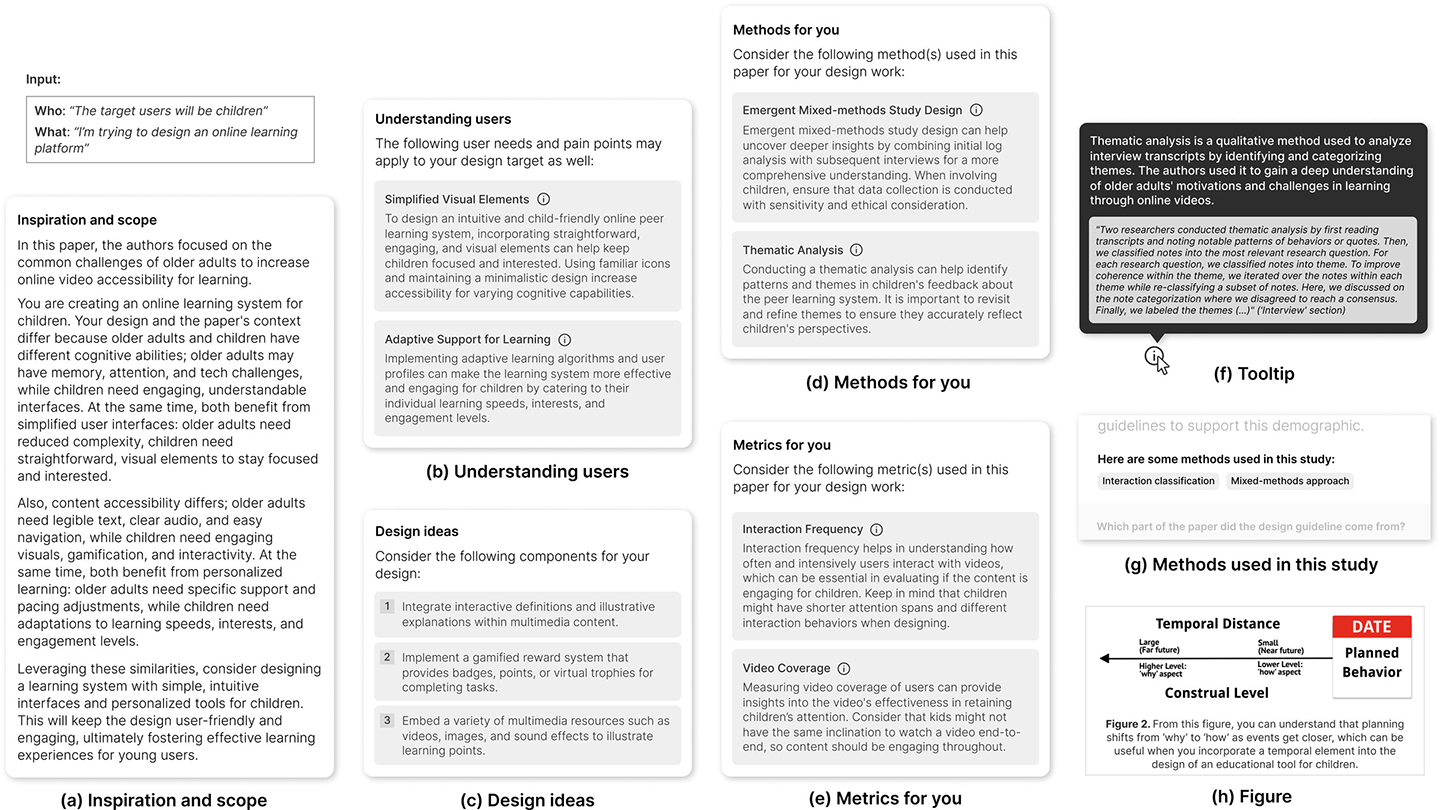 Input:
Who: “The target users will be children”
What: “I’m trying to design an online learning
platform”
Inspiration and scope
In this paper, the authors focused on the
common challenges of older adults to increase
online video accessibility for learning.
You are creating an online learning system for
children. Your design and the paper's context
differ because older adults and children have
different cognitive abilities; older adults may
have memory, attention, and tech challenges,
while children need engaging, understandable
interfaces. At the same time, both benefit from
simplified user interfaces: older adults need
reduced complexity, children need
straightforward, visual elements to stay focused
and interested.
Also, content accessibility differs; older adults
need legible text, clear audio, and easy
navigation, while children need engaging
visuals, gamification, and interactivity. At the
same time, both benefit from personalized
learning: older adults need specific support and
pacing adjustments, while children need
adaptations to learning speeds, interests, and
engagement levels.
Leveraging these similarities, consider designing
a learning system with simple, intuitive
interfaces and personalized tools for children.
This will keep the design user-friendly and
engaging, ultimately fostering effective learning
experiences for young users.
(a) Inspiration and scope
Understanding users
The following user needs and pain points may
apply to your design target as well:
Simplified Visual Elements
To design an intuitive and child-friendly online peer
learning system, incorporating straightforward,
engaging, and visual elements can help keep
children focused and interested. Using familiar icons
and maintaining a minimalistic design increase
accessibility for varying cognitive capabilities.
Adaptive Support for Learning
Implementing adaptive learning algorithms and user
profiles can make the learning system more effective
and engaging for children by catering to their
individual learning speeds, interests, and
engagement levels.
(b) Understanding users
Design ideas
Consider the following components for your
design:
1 Integrate interactive definitions and illustrative
explanations within multimedia content.
2 Implement a gamified reward system that
provides badges, points, or virtual trophies for
completing tasks.
3 Embed a variety of multimedia resources such as
videos, images, and sound effects to illustrate
learning points.
(c) Design ideas
Methods for you
Consider the following method(s) used in this
paper for your design work:
Emergent Mixed-methods Study Design
Emergent mixed-methods study design can help
uncover deeper insights by combining initial log
analysis with subsequent interviews for a more
comprehensive understanding. When involving
children, ensure that data collection is conducted
with sensitivity and ethical consideration.
Thematic Analysis
Conducting a thematic analysis can help identify
patterns and themes in children's feedback about
the peer learning system. It is important to revisit
and refine themes to ensure they accurately reflect
children's perspectives.
(d) Methods for you
Metrics for you
Consider the following metric(s) used in this
paper for your design work:
Interaction Frequency
Interaction frequency helps in understanding how
often and intensively users interact with videos,
which can be essential in evaluating if the content is
engaging for children. Keep in mind that children
might have shorter attention spans and different
interaction behaviors when designing.
Video Coverage
Measuring video coverage of users can provide
insights into the video's effectiveness in retaining
children's attention. Consider that kids might not
have the same inclination to watch a video end-to-
end, so content should be engaging throughout.
(e) Metrics for you
Thematic analysis is a qualitative method used to analyze
interview transcripts by identifying and categorizing
themes. The authors used it to gain a deep understanding
of older adults' motivations and challenges in learning
through online videos.
"Two researchers conducted thematic analysis by first reading
transcripts and noting notable patterns of behaviors or quotes. Then,
we classified notes into the most relevant research question. For
each research question, we classified notes into theme. To improve
coherence within the theme, we iterated over the notes within each
theme while re-classifying a subset of notes. Here, we discussed
on the note categorization where we disagreed to reach a consensus.
Finally, we labeled the themes (...)" ('Interview' section)
(f) Tooltip
guidelines to support this demographic.
Here are some methods used in this study:
Interaction classification Mixed-methods approach
Which part of the paper did the design guideline come from?
(g) Methods used in this study
Temporal Distance
Large
(Far future)
Small
(Near future)
Higher Level:
'why' aspect
Lower Level:
'how' aspect
Construal Level
DATE
Planned
Behavior
Figure 2. From this figure, you can understand that planning
shifts from 'why' to 'how' as events get closer, which can be
useful when you incorporate a temporal element into the
design of an educational tool for children.
(h) Figure